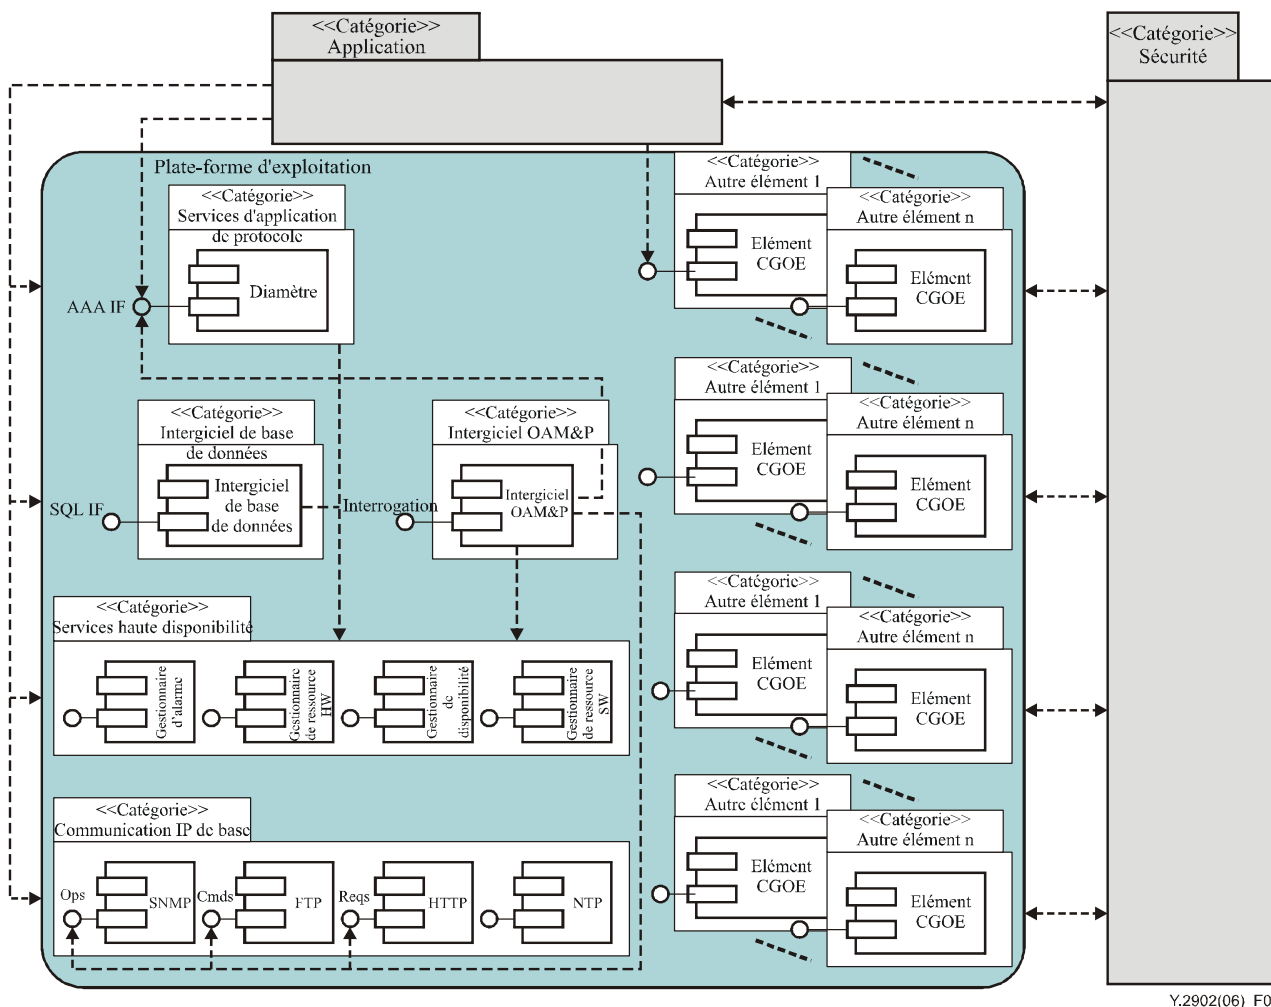 <<Catégorie>>
Application
<<Catégorie>>
Sécurité
Plate-forme d'exploitation
<<Catégorie>>
Services d'application
de protocole
Diamètre
AAA IF
<<Catégorie>>
Autre élément 1
Elément
CGOE
<<Catégorie>>
Autre élément n
Elément
CGOE
<<Catégorie>>
Intergiciel de base
de données
Intergiciel
de base
de données
SQL IF
<<Catégorie>>
Intergiciel OAM&P
Intergiciel
OAM&P
Interrogation
<<Catégorie>>
Autre élément 1
Elément
CGOE
<<Catégorie>>
Autre élément n
Elément
CGOE
<<Catégorie>>
Services haute disponibilité
Gestionnaire
d'alarme
Gestionnaire
de ressource
HW
Gestionnaire
de
disponibilité
Gestionnaire
de ressource
SW
<<Catégorie>>
Autre élément 1
Elément
CGOE
<<Catégorie>>
Autre élément n
Elément
CGOE
<<Catégorie>>
Communication IP de base
Ops
SNMP
Cmds
FTP
Reqs
HTTP
NTP
<<Catégorie>>
Autre élément 1
Elément
CGOE
<<Catégorie>>
Autre élément n
Elément
CGOE
Y.2902(06)_F0